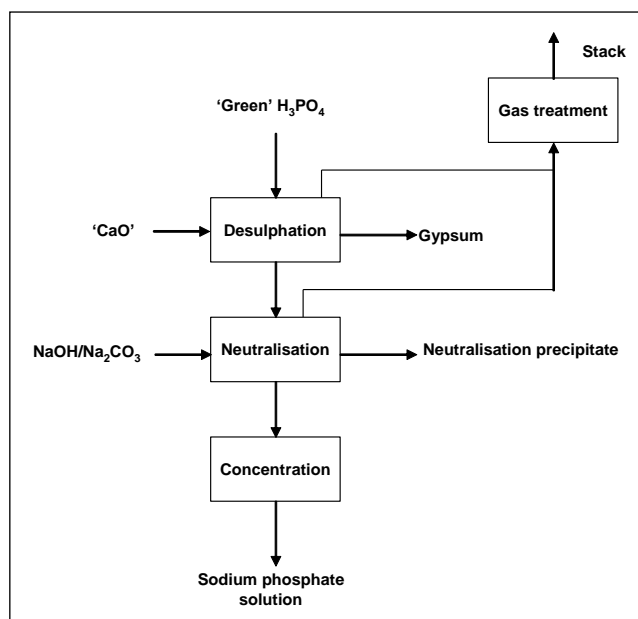 Stack
Gas treatment
‘Green’ H₃PO₄
‘CaO’
Desulphation
Gypsum
NaOH/Na₂CO₃
Neutralisation
Neutralisation precipitate
Concentration
Sodium phosphate
solution